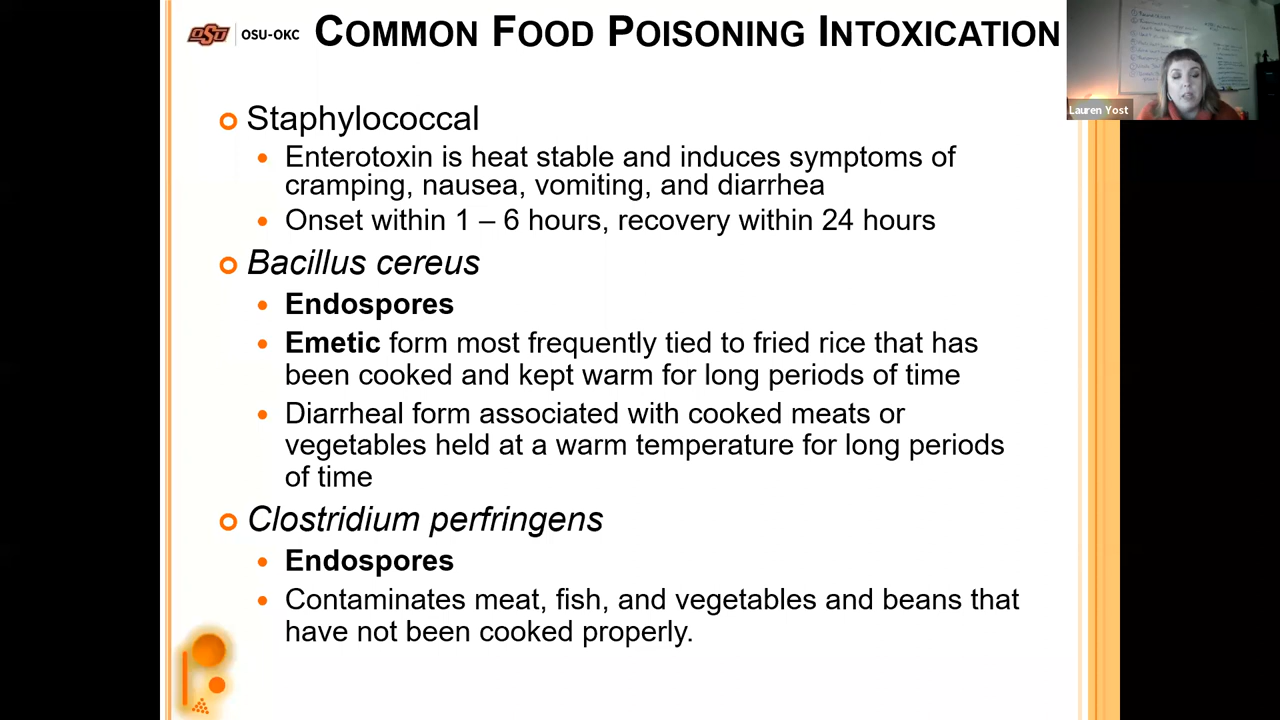 OSU OSU-OKC COMMON FOOD POISONING INTOXICATION
Lauren Yost
Staphylococcal
Enterotoxin is heat stable and induces symptoms of
cramping, nausea, vomiting, and diarrhea
Onset within 1 – 6 hours, recovery within 24 hours
Bacillus cereus
Endospores
Emetic form most frequently tied to fried rice that has
been cooked and kept warm for long periods of time
Diarrheal form associated with cooked meats or
vegetables held at a warm temperature for long periods
of time
Clostridium perfringens
Endospores
Contaminates meat, fish, and vegetables and beans that
have not been cooked properly.